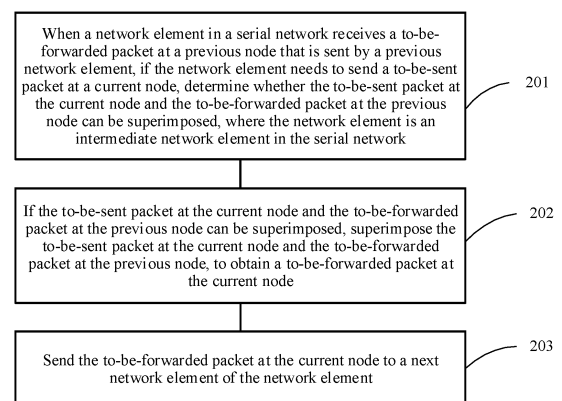 When a network element in a serial network receives a to-be-
forwarded packet at a previous node that is sent by a previous
network element, if the network element needs to send a to-be-sent
packet at a current node, determine whether the to-be-sent packet at
the current node and the to-be-forwarded packet at the previous
node can be superimposed, where the network element is an
intermediate network element in the serial network
201
If the to-be-sent packet at the current node and the to-be-forwarded
packet at the previous node can be superimposed, superimpose the
to-be-sent packet at the current node and the to-be-forwarded
packet at the previous node, to obtain a to-be-forwarded packet at
the current node
202
Send the to-be-forwarded packet at the current node to a next
network element of the network element
203